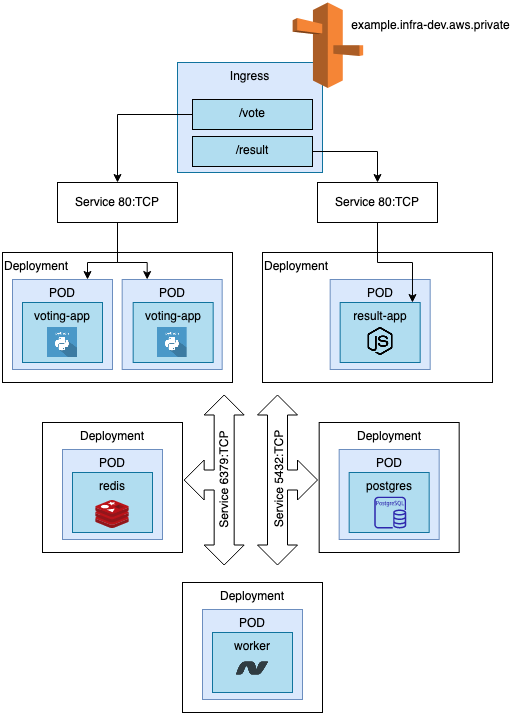 example.infra-dev.aws.private
Ingress
/vote
/result
Service 80:TCP
Service 80:TCP
Deployment
POD
voting-app
POD
voting-app
Deployment
POD
result-app
JS
Deployment
POD
redis
Service 6379:TCP
Service 5432:TCP
Deployment
POD
postgres
PostgreSQL
Deployment
POD
worker